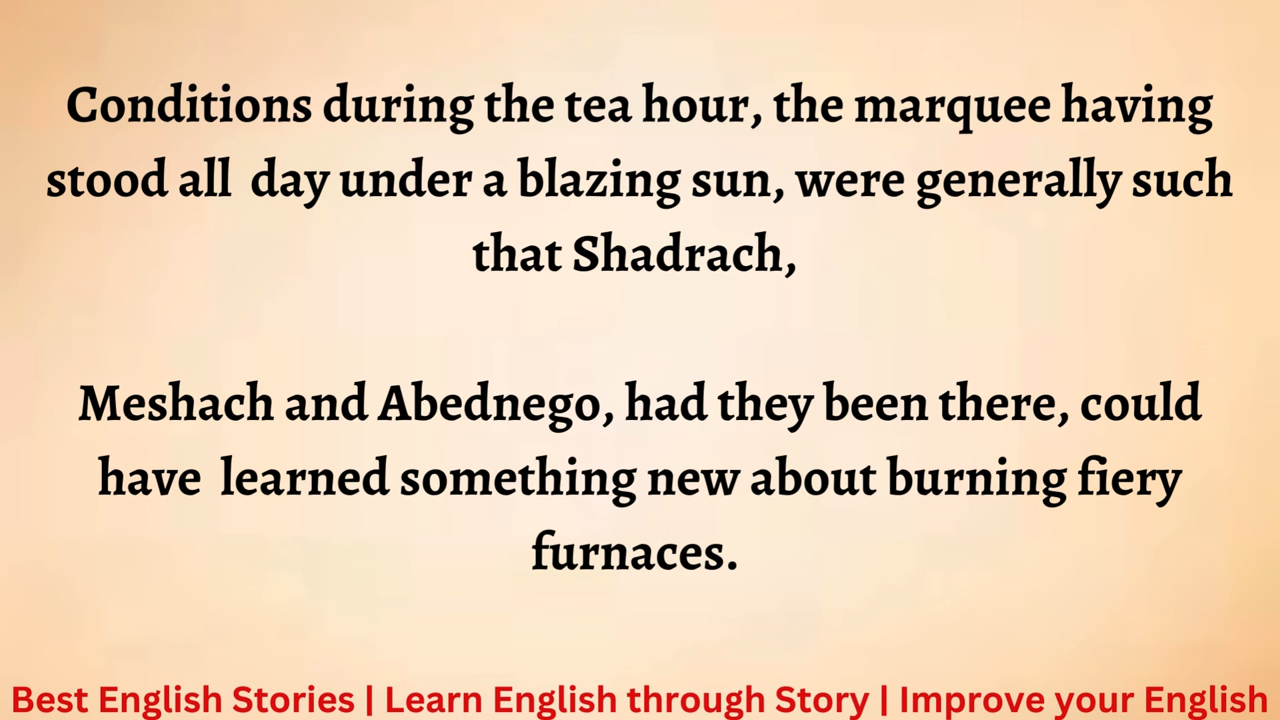 Conditions during the tea hour, the marquee having
stood all  day under a blazing sun, were generally such
that Shadrach,
Meshach and Abednego, had they been there, could
have  learned something new about burning fiery
furnaces.
Best English Stories | Learn English through Story | Improve your English